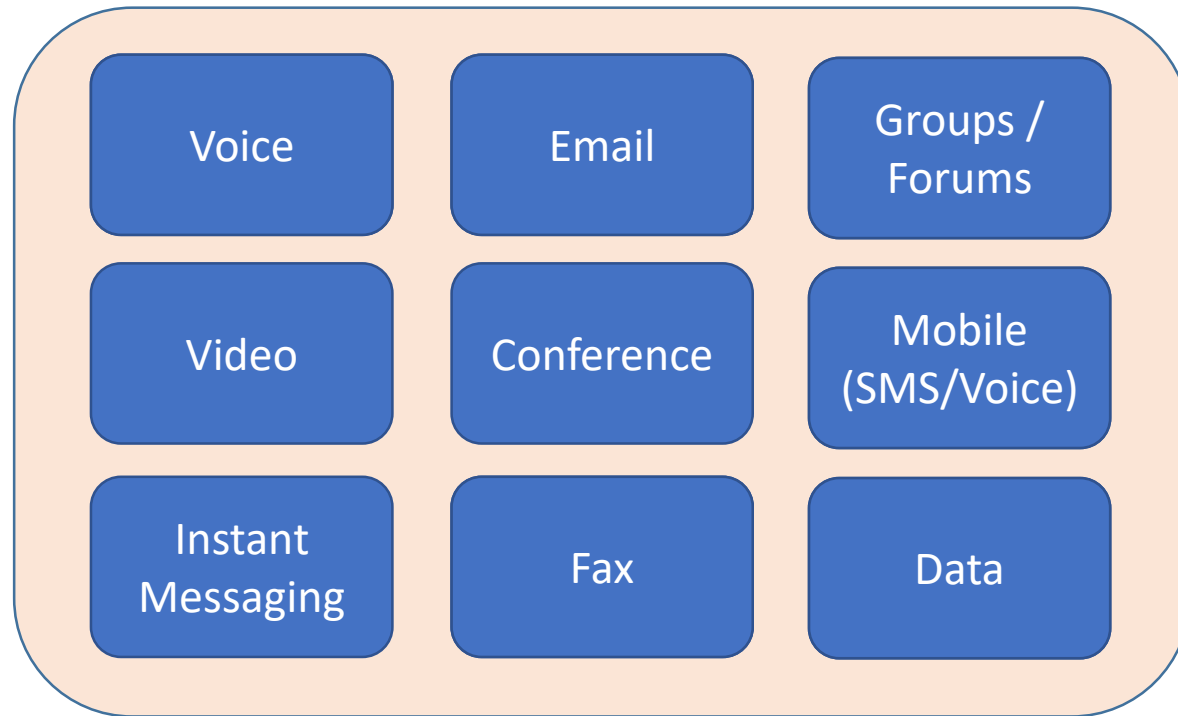 Voice
Email
Groups /
Forums
Video
Conference
Mobile
(SMS/Voice)
Instant
Messaging
Fax
Data